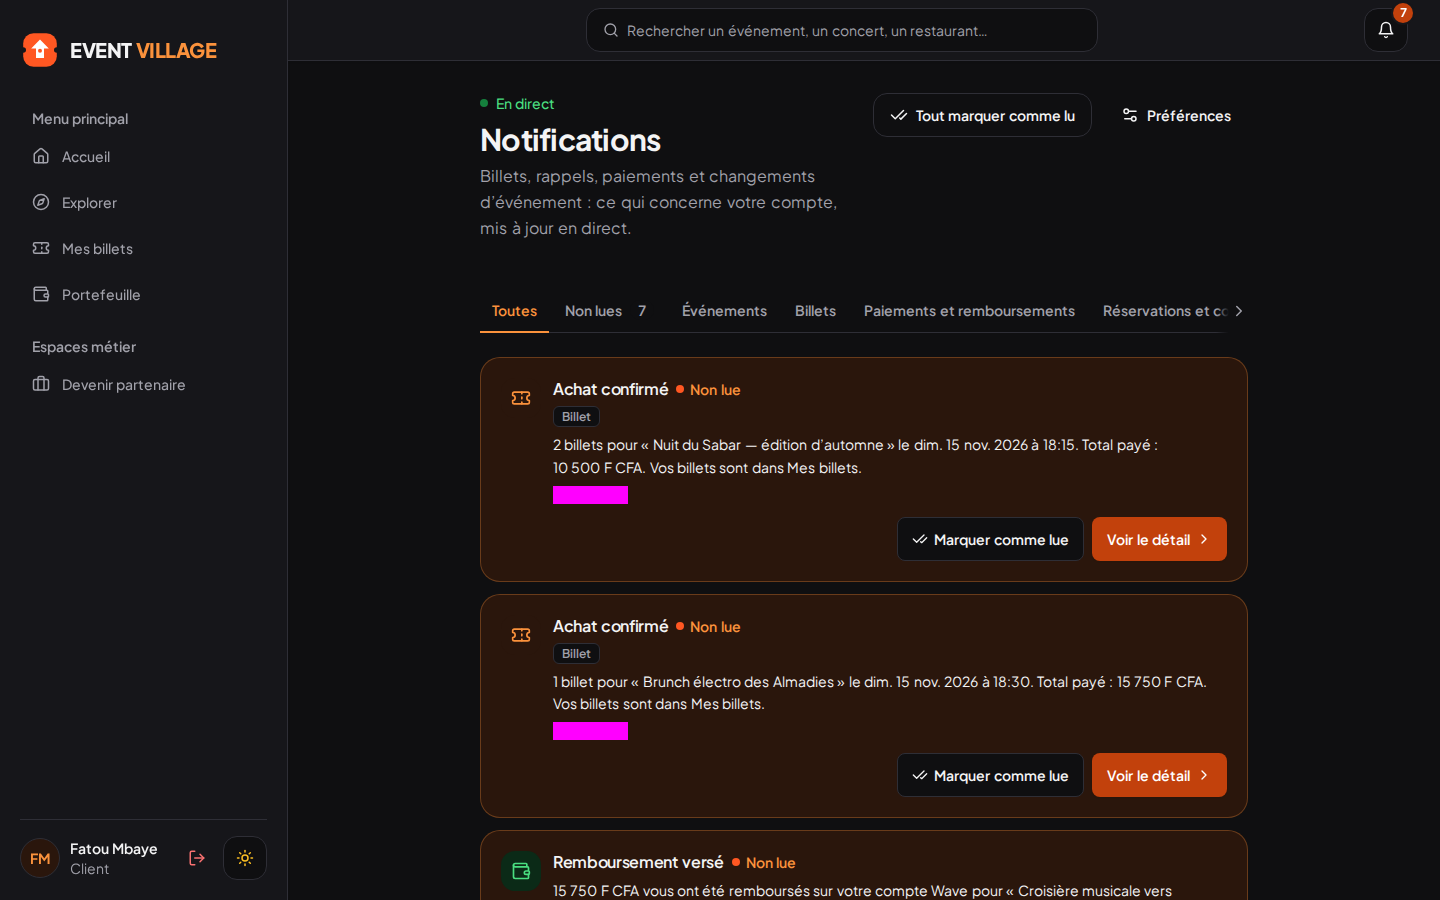 EVENT VILLAGE
Rechercher un événement, un concert, un restaurant…
7
Menu principal
Accueil
Explorer
Mes billets
Portefeuille
Espaces métier
Devenir partenaire
FM
Fatou Mbaye
Client
En direct
Notifications
Billets, rappels, paiements et changements
d’événement : ce qui concerne votre compte,
mis à jour en direct.
Tout marquer comme lu
Préférences
Toutes
Non lues 7
Événements
Billets
Paiements et remboursements
Réservations et
Achat confirmé
Non lue
Billet
2 billets pour « Nuit du Sabar — édition d’automne » le dim. 15 nov. 2026 à 18:15. Total payé :
10 500 F CFA. Vos billets sont dans Mes billets.
Marquer comme lue
Voir le détail
Achat confirmé
Non lue
Billet
1 billet pour « Brunch électro des Almadies » le dim. 15 nov. 2026 à 18:30. Total payé : 15 750 F CFA.
Vos billets sont dans Mes billets.
Marquer comme lue
Voir le détail
Remboursement versé
Non lue
15 750 F CFA vous ont été remboursés sur votre compte Wave pour « Croisière musicale vers